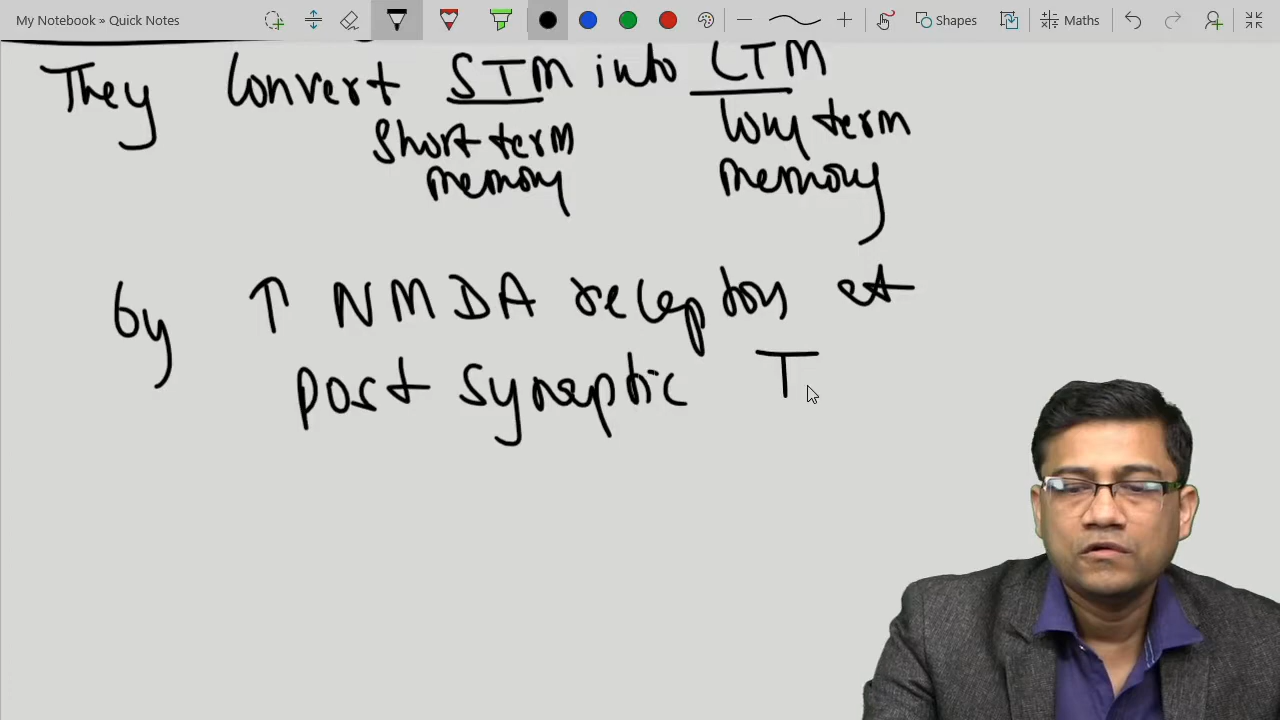 My Notebook » Quick Notes
Shapes
Maths
They Convert STM into LTM
Short term
memory
long term
memory
by ↑ NMDA receptors at
post synaptic T